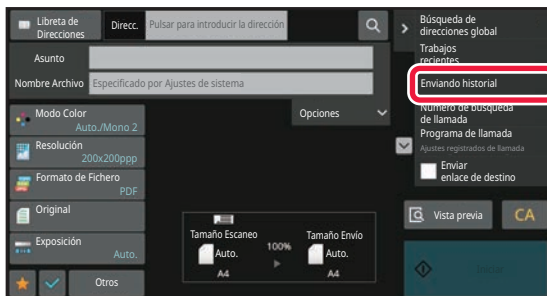 Libreta de
Direcciones
Direcc.
Pulsar para introducir la dirección
Asunto
Nombre Archivo
Especificado por Ajustes de sistema
Modo Color
Auto./Mono 2
Resolución
200x200ppp
Formato de Fichero
PDF
Original
Exposición
Auto.
Otros
Opciones
Tamaño Escaneo
Auto.
A4
100%
Tamaño Envío
Auto.
A4
Búsqueda de
direcciones global
Trabajos
recientes
Enviando historial
Número de búsqueda
de llamada
Programa de llamada
Ajustes registrados de llamada
Enviar
enlace de destino
Vista previa
CA